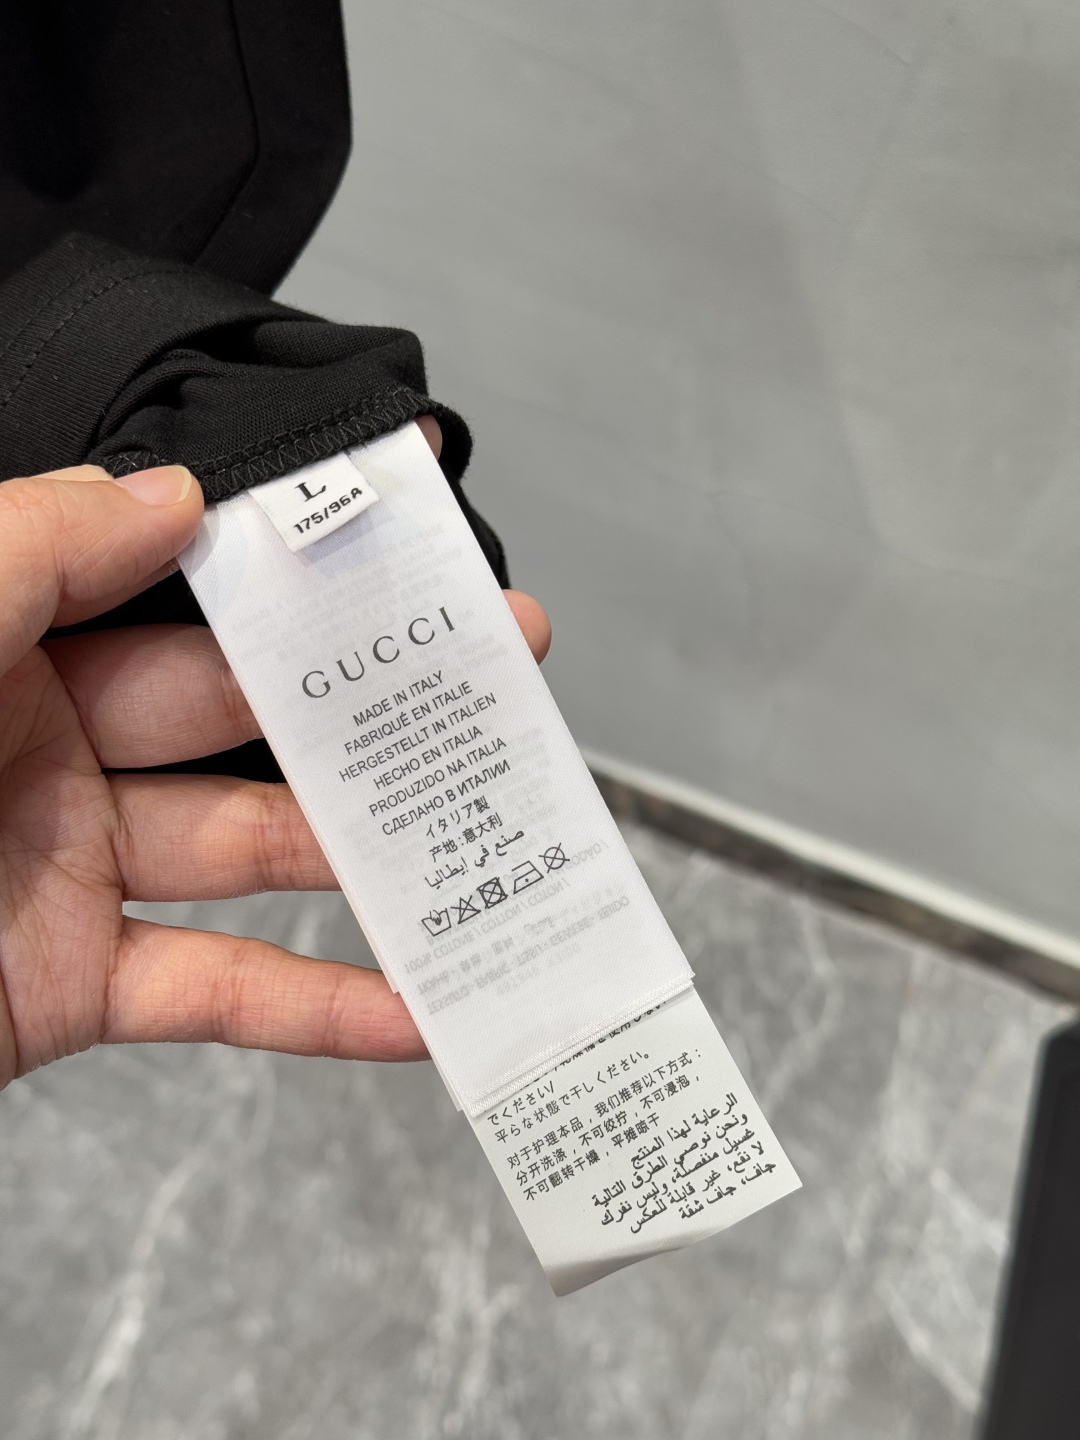 L
175/96A
GUCCI
MADE IN ITALY
FABRIQUÉ EN ITALIE
HERGESTELLT IN ITALIEN
HECHO EN ITALIA
PRODUZIDO NA ITALIA
СДЕЛАНО В ИТАЛИИ
イタリア製
产地:意大利
صنع في إيطاليا
でください/
平らな状態で干しください。
对于护理本品，我们推荐以下方式：
分开洗涤，不可绞拧，不可浸泡，
不可翻转干燥，平摊晾干
الرعاية لهذا المنتج
ونحن نوصي الطرق التالية
غسيل منفصلة، وليس نفرك
لا نقع، غير قابلة للعكس
جاف، جاف شقة